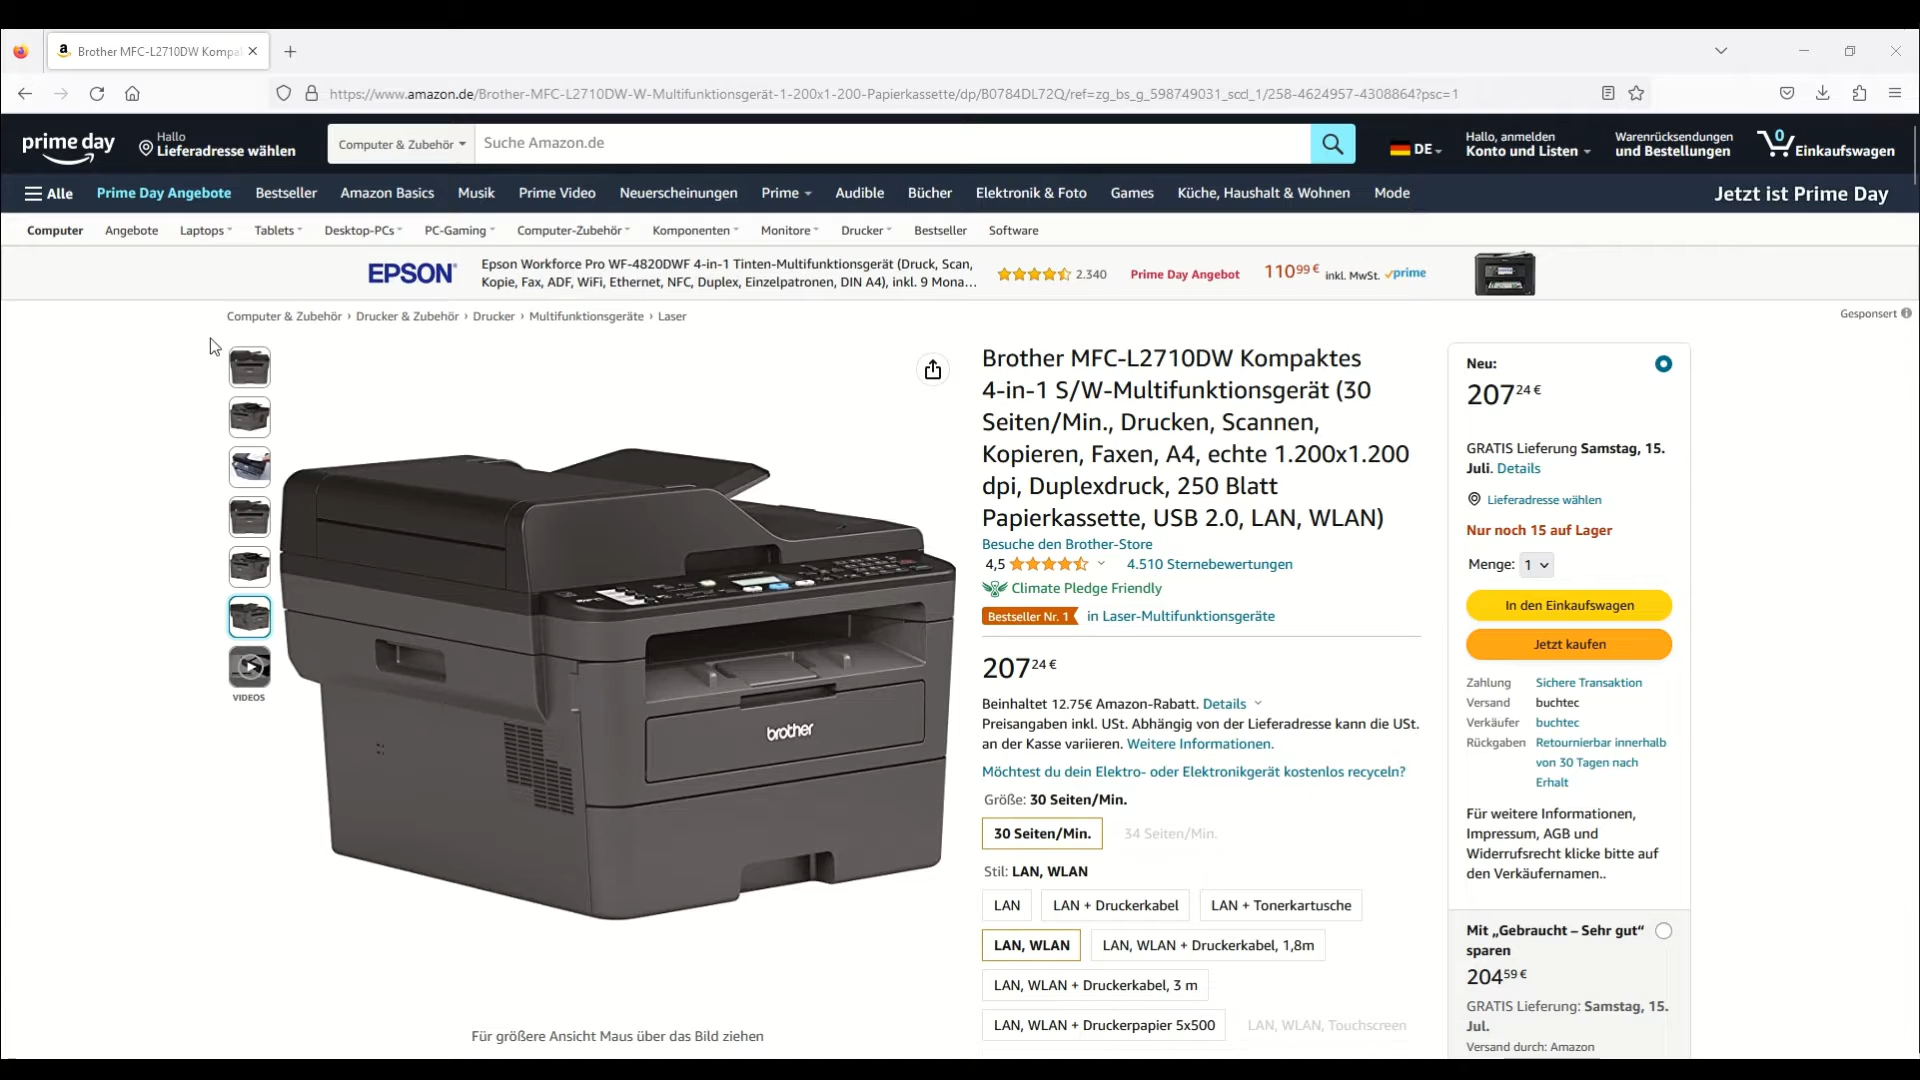 Brother MFC-L2710DW Kompa
https://www.amazon.de/Brother-MFC-L2710DW-W-Multifunktionsgerät-1-200x1-200-Papierkassette/dp/B0784DL72Q/ref=zg_bs_g_598749031_sccl_1/258-4624957-4308864?psc=1
prime day
Hallo
Lieferadresse wählen
Computer & Zubehör
Suche Amazon.de
DE
Hallo, anmelden
Konto und Listen
Warenrücksendungen
und Bestellungen
0
Einkaufswagen
Alle
Prime Day Angebote
Bestseller
Amazon Basics
Musik
Prime Video
Neuerscheinungen
Prime
Audible
Bücher
Elektronik & Foto
Games
Küche, Haushalt & Wohnen
Mode
Jetzt ist Prime Day
Computer
Angebote
Laptops
Tablets
Desktop-PCs
PC-Gaming
Computer-Zubehör
Komponenten
Monitore
Drucker
Bestseller
Software
EPSON
Epson Workforce Pro WF-4820DWF 4-in-1 Tinten-Multifunktionsgerät (Druck, Scan,
Kopie, Fax, ADF, WiFi, Ethernet, NFC, Duplex, Einzelpatronen, DIN A4), inkl. 9 Mona...
2.340
Prime Day Angebot
110 99 € inkl. MwSt. prime
Gesponsert
Computer & Zubehör › Drucker & Zubehör › Drucker › Multifunktionsgeräte › Laser
VIDEOS
brother
Für größere Ansicht Maus über das Bild ziehen
Brother MFC-L2710DW Kompaktes
4-in-1 S/W-Multifunktionsgerät (30
Seiten/Min., Drucken, Scannen,
Kopieren, Faxen, A4, echte 1.200x1.200
dpi, Duplexdruck, 250 Blatt
Papierkassette, USB 2.0, LAN, WLAN)
Besuche den Brother-Store
4,5
4.510 Sternebewertungen
Climate Pledge Friendly
Bestseller Nr. 1 in Laser-Multifunktionsgeräte
207 24 €
Beinhaltet 12.75€ Amazon-Rabatt. Details
Preisangaben inkl. USt. Abhängig von der Lieferadresse kann die USt.
an der Kasse variieren. Weitere Informationen.
Möchtest du dein Elektro- oder Elektronikgerät kostenlos recyceln?
Größe: 30 Seiten/Min.
30 Seiten/Min.
34 Seiten/Min.
Stil: LAN, WLAN
LAN
LAN + Druckerkabel
LAN + Tonerkartusche
LAN, WLAN
LAN, WLAN + Druckerkabel, 1,8m
LAN, WLAN + Druckerkabel, 3 m
LAN, WLAN + Druckerpapier 5x500
LAN, WLAN, Touchscreen
Neu:
207 24 €
GRATIS Lieferung Samstag, 15.
Juli. Details
Lieferadresse wählen
Nur noch 15 auf Lager
Menge: 1
In den Einkaufswagen
Jetzt kaufen
Zahlung Sichere Transaktion
Versand buchtec
Verkäufer buchtec
Rückgaben Retournierbar innerhalb
von 30 Tagen nach
Erhalt
Für weitere Informationen,
Impressum, AGB und
Widerrufsrecht klicke bitte auf
den Verkäufernamen..
Mit „Gebraucht – Sehr gut“
sparen
204 59 €
GRATIS Lieferung: Samstag, 15.
Jul.
Versand durch: Amazon